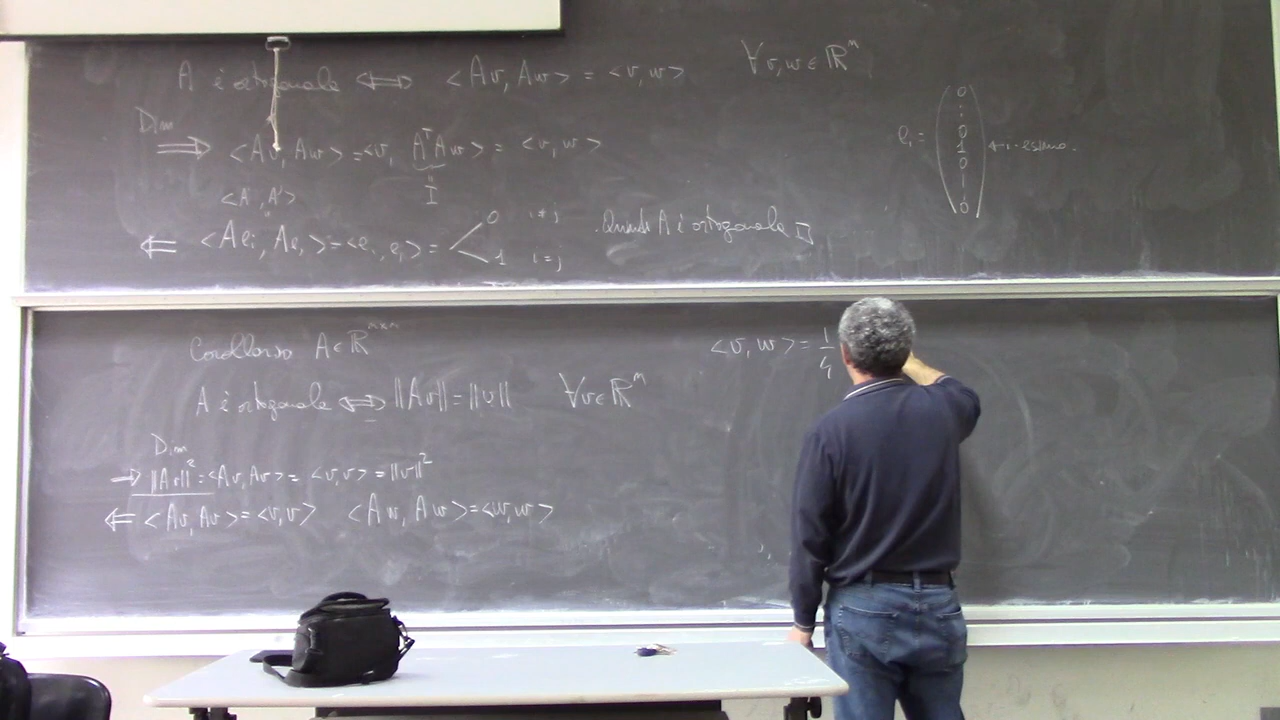 A è ortogonale ⟺ <Av, Aw> = <v, w> ∀v,w ∈ ℝⁿ
Dim
⟹ <Av, Aw> = <v, AᵀAw> = <v, w>
"
I
<Aⁱ, Aʲ>
"
⟸ <Aeᵢ, Aeⱼ> = <eᵢ, eⱼ> = 0 i≠j
1 i=j
Quindi A è ortogonale □
eᵢ = ( 0 ⋮ 0 1 0 | 0 ) ← i-esimo.
Corollario A ∈ ℝⁿˣⁿ
A è ortogonale ⟺ ||Av|| = ||v|| ∀v ∈ ℝⁿ
Dim
⟹ ||Av||² = <Av, Av> = <v, v> = ||v||²
⟸ <Av, Av> = <v, v> <Aw, Aw> = <w, w>
<v, w> = 1/4